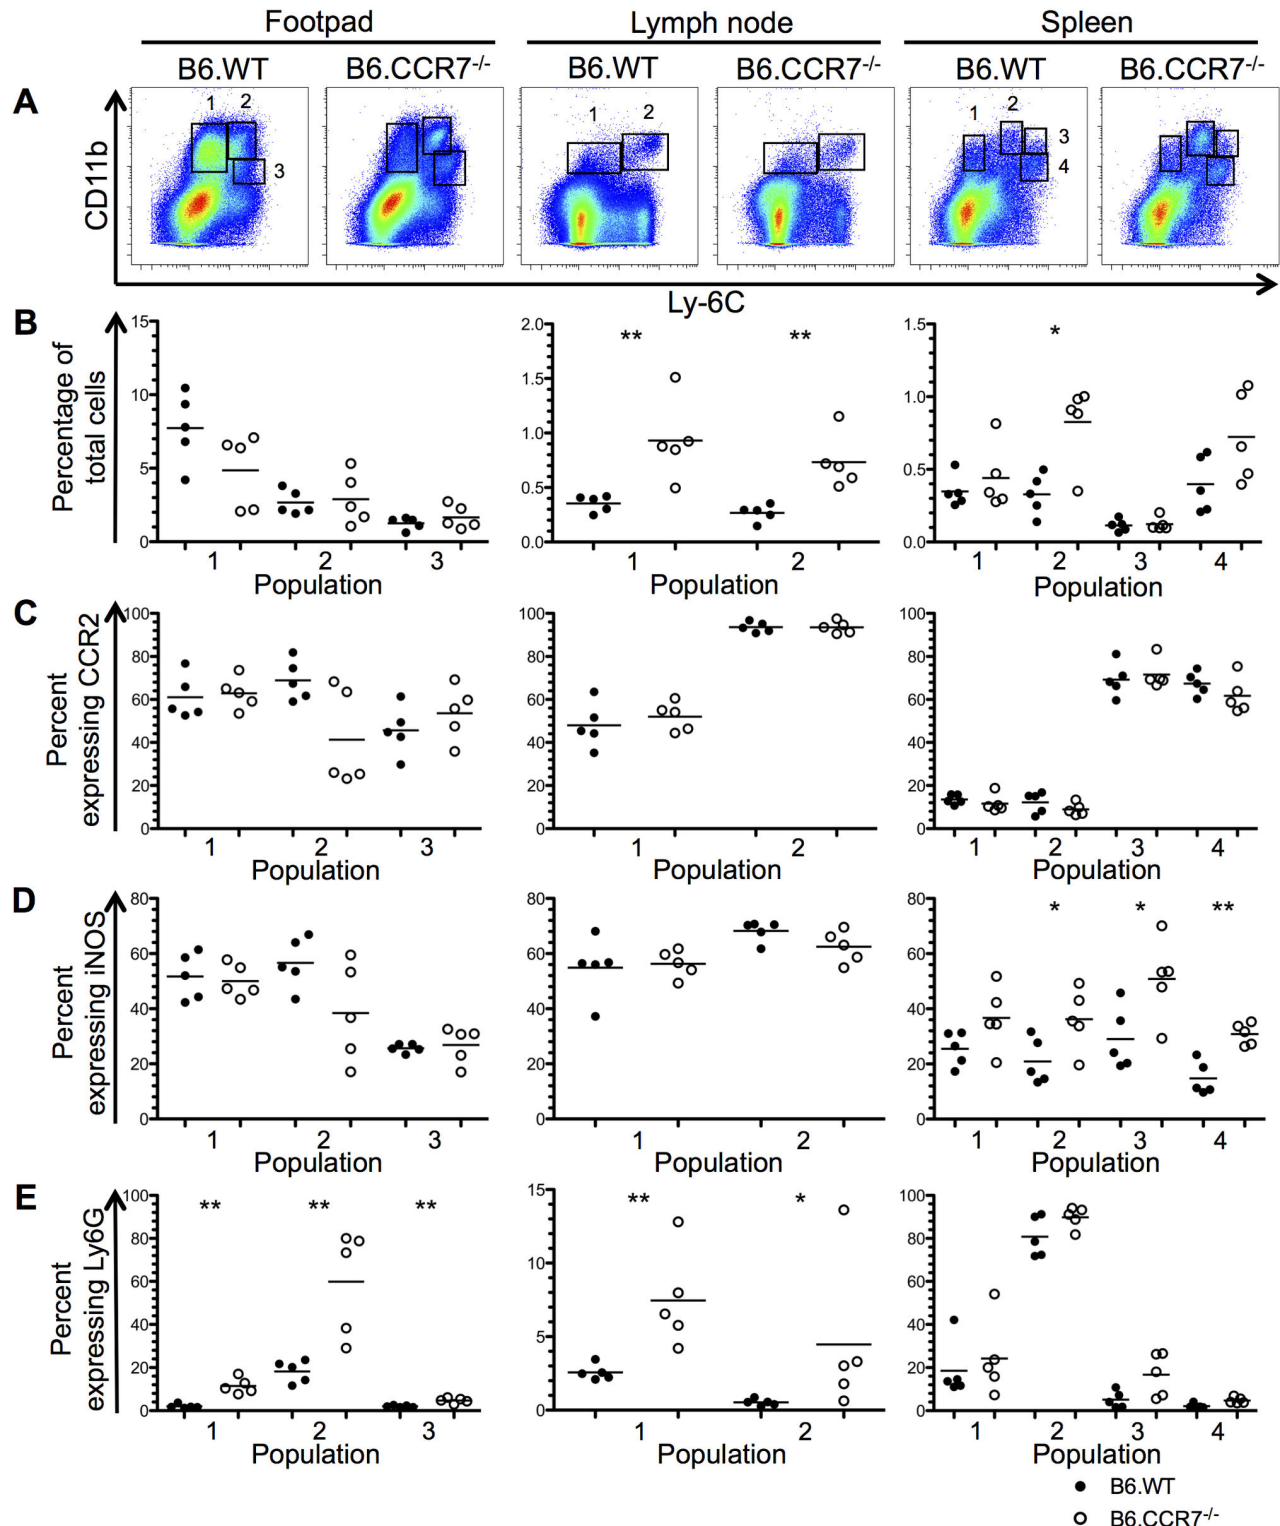 Footpad Lymph node Spleen
B6.WT B6.CCR7-/- B6.WT B6.CCR7-/- B6.WT B6.CCR7-/-
A
CD11b
1 2 3
1 2
1 2 3 4
Ly-6C
B
Percentage of
total cells
15
10
5
0
1 2 3
Population
2.0
1.5
1.0
0.5
0.0
** **
1 2
Population
1.5
1.0
0.5
0.0
*
1 2 3 4
Population
C
Percent
expressing CCR2
100
80
60
40
20
0
1 2 3
Population
100
80
60
40
20
0
1 2
Population
100
80
60
40
20
0
1 2 3 4
Population
D
Percent
expressing iNOS
80
60
40
20
0
1 2 3
Population
80
60
40
20
0
1 2
Population
80
60
40
20
0
* * **
1 2 3 4
Population
E
Percent
expressing Ly6G
100
80
60
40
20
0
** ** **
1 2 3
Population
15
10
5
0
** *
1 2
Population
100
80
60
40
20
0
1 2 3 4
Population
B6.WT
B6.CCR7-/-